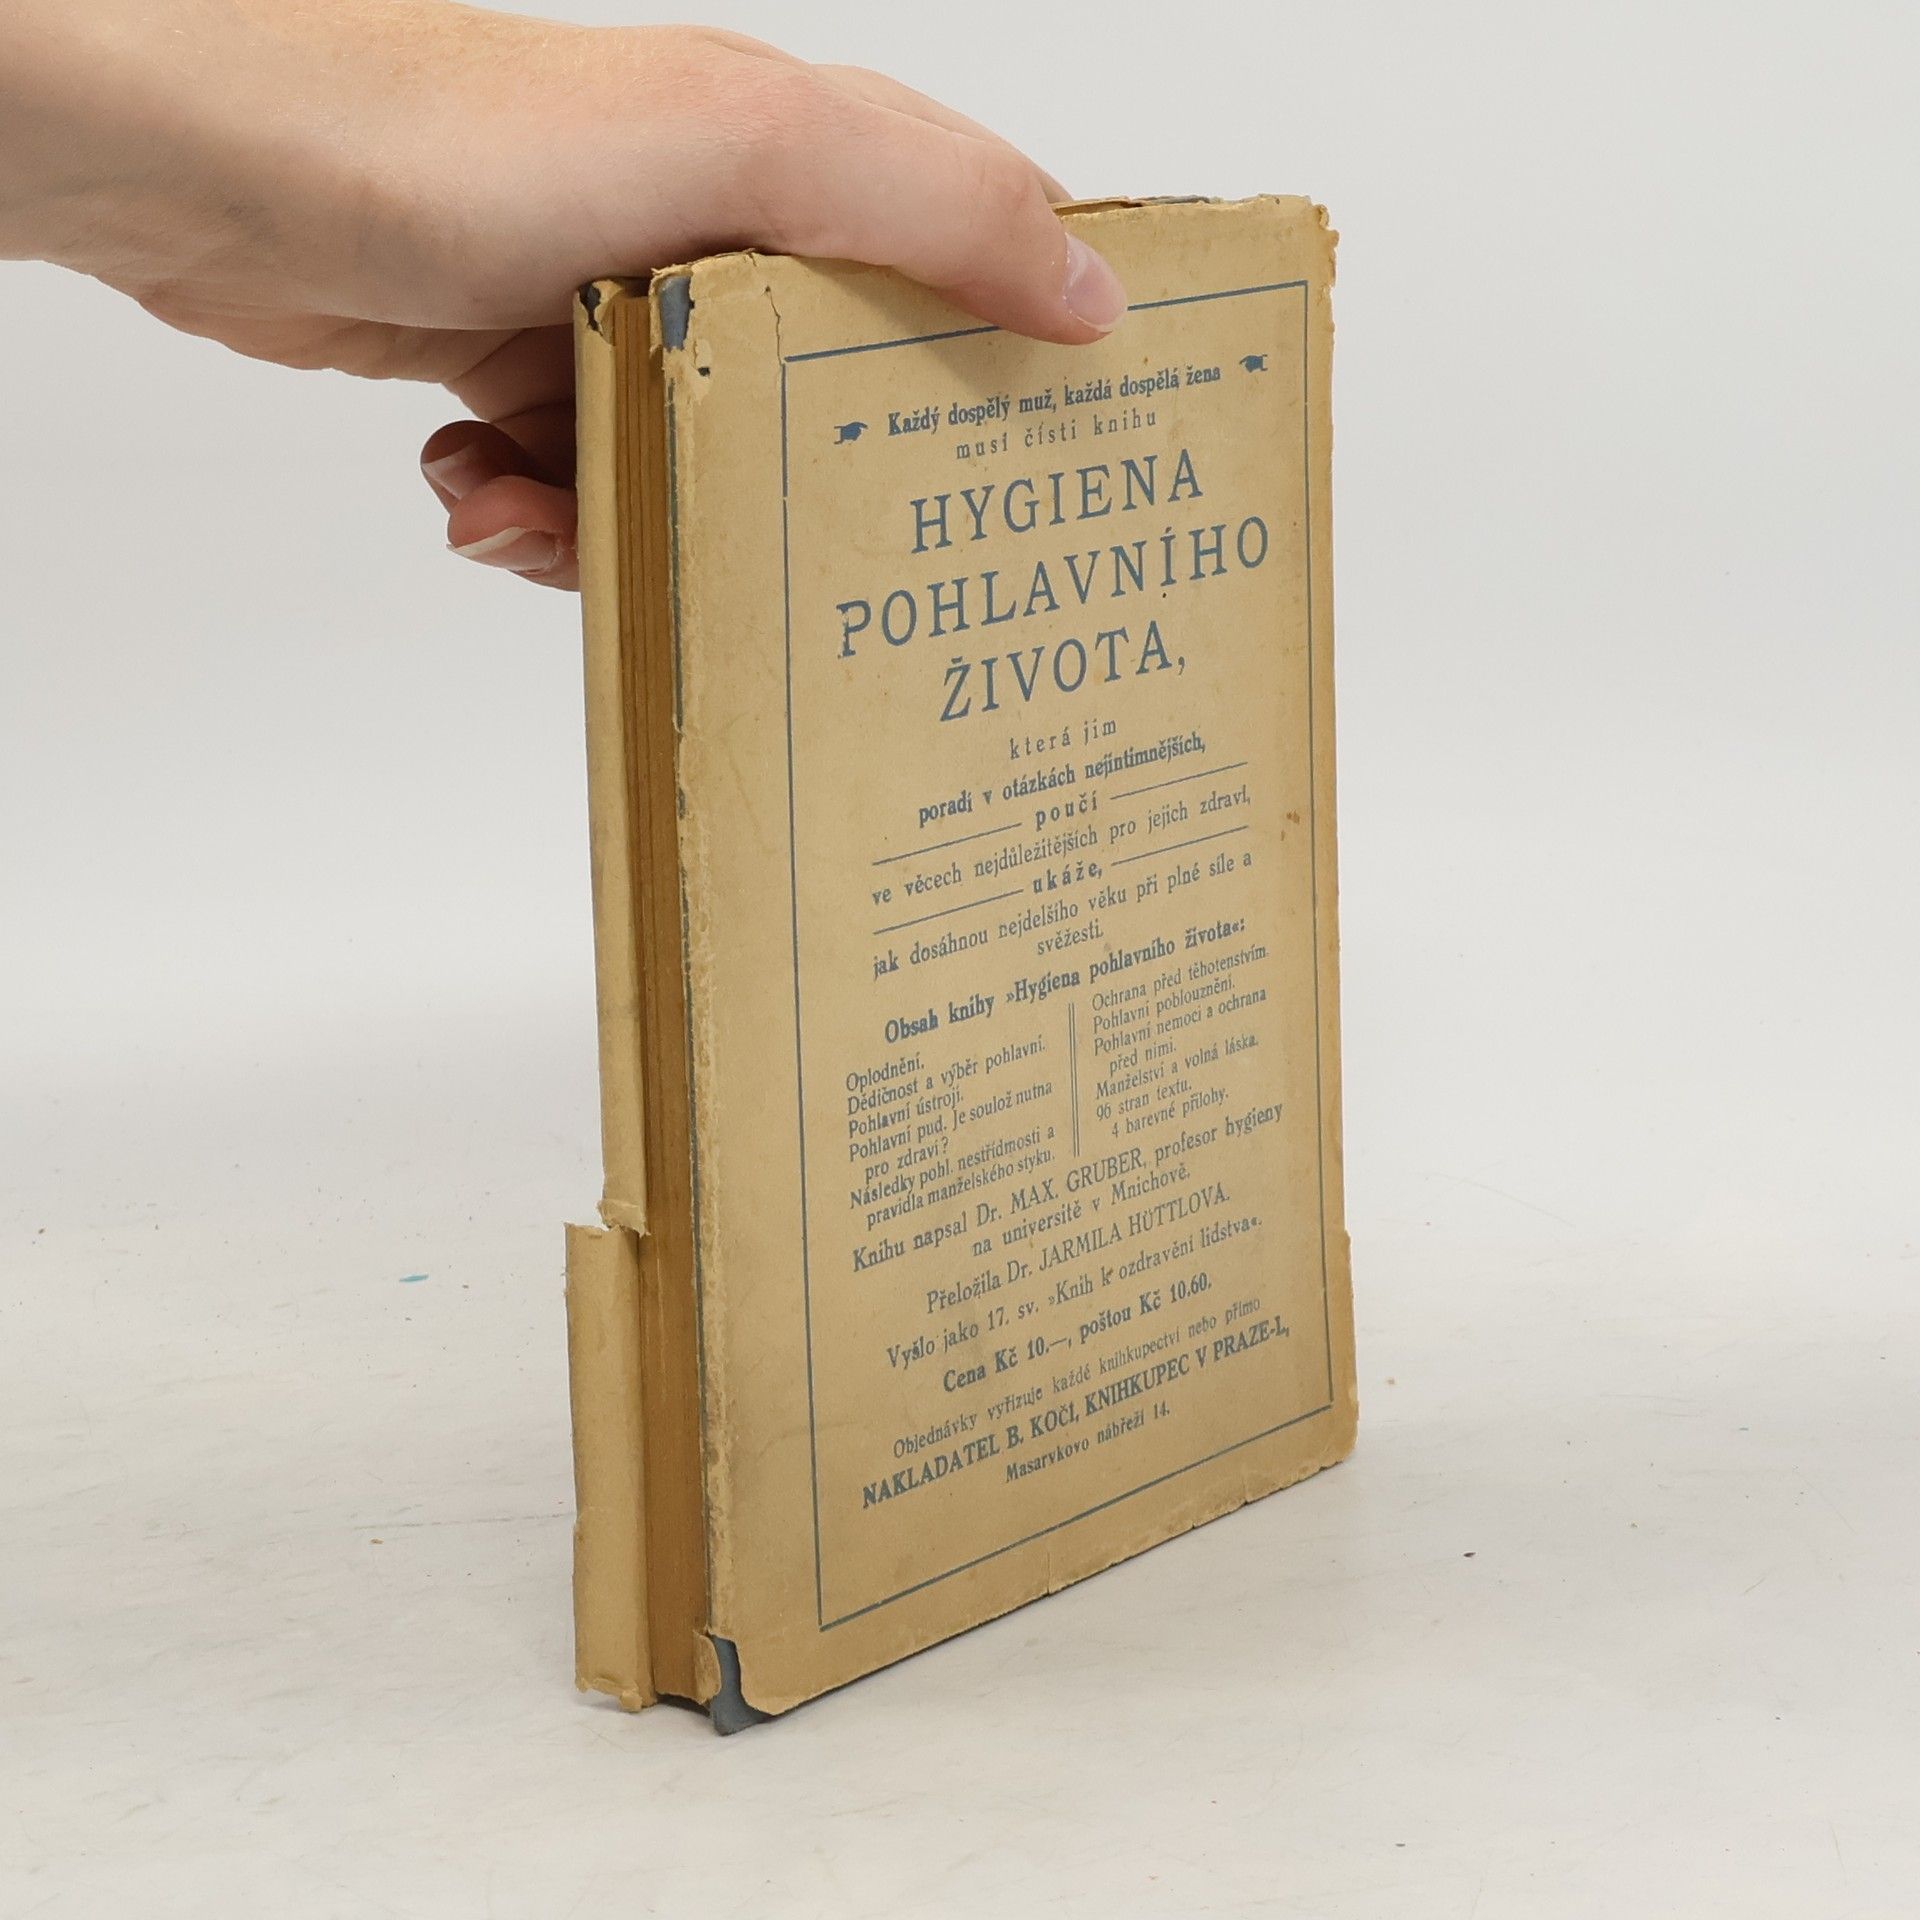 Každý dospělý muž, každá dospělá žena
musí čísti knihu
HYGIENA
POHLAVNÍHO
ŽIVOTA,
která jim
poradí v otázkách nejintimnějších,
poučí
ve věcech nejdůležitějších pro jejich zdraví,
ukáže,
jak dosáhnou nejdelšího věku při plné síle a
svěžesti.
Obsah knihy »Hygiena pohlavního života«:
Oplodnění.
Dědičnost a výběr pohlavní.
Pohlavní ústrojí.
Pohlavní pud. Je soulož nutna
pro zdraví?
Následky pohl. nestřídmosti a
pravidla manželského styku.
Ochrana před těhotenstvím.
Pohlavní poblouznění.
Pohlavní nemoci a ochrana
před nimi.
Manželství a volná láska.
96 stran textu.
4 barevné přílohy.
Knihu napsal Dr. MAX. GRUBER, profesor hygieny
na universitě v Mnichově.
Přeložila Dr. JARMILA HÜTTLOVÁ.
Vyšlo jako 17. sv. »Knih k ozdravění lidstva«.
Cena Kč 10.—, poštou Kč 10.60.
Objednávky vyřizuje každé knihkupectví nebo přímo
NAKLADATEL B. KOČÍ, KNIHKUPEC V PRAZE-I.,
Masarykovo nábřeží 14.